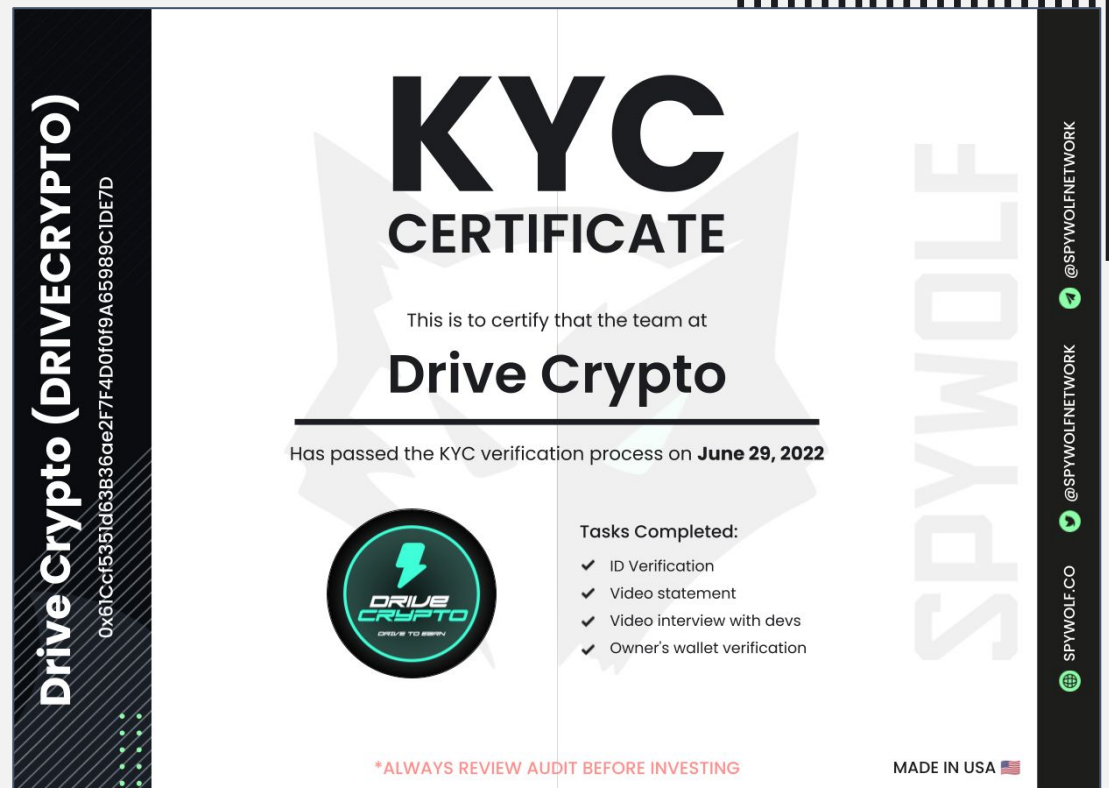 Drive Crypto (DRIVECRYPTO)
0x61Ccf5351d63B36ae2F7F4D0f0f9A65989C1DE7D
KYC
CERTIFICATE
This is to certify that the team at
Drive Crypto
Has passed the KYC verification process on June 29, 2022
DRIVE
CRYPTO
DRIVE TO EARN
Tasks Completed:
✔ ID Verification
✔ Video statement
✔ Video interview with devs
✔ Owner's wallet verification
*ALWAYS REVIEW AUDIT BEFORE INVESTING
MADE IN USA 🇺🇸
SPYWOLF
SPYWOLF.CO
@SPYWOLFNETWORK
@SPYWOLFNETWORK